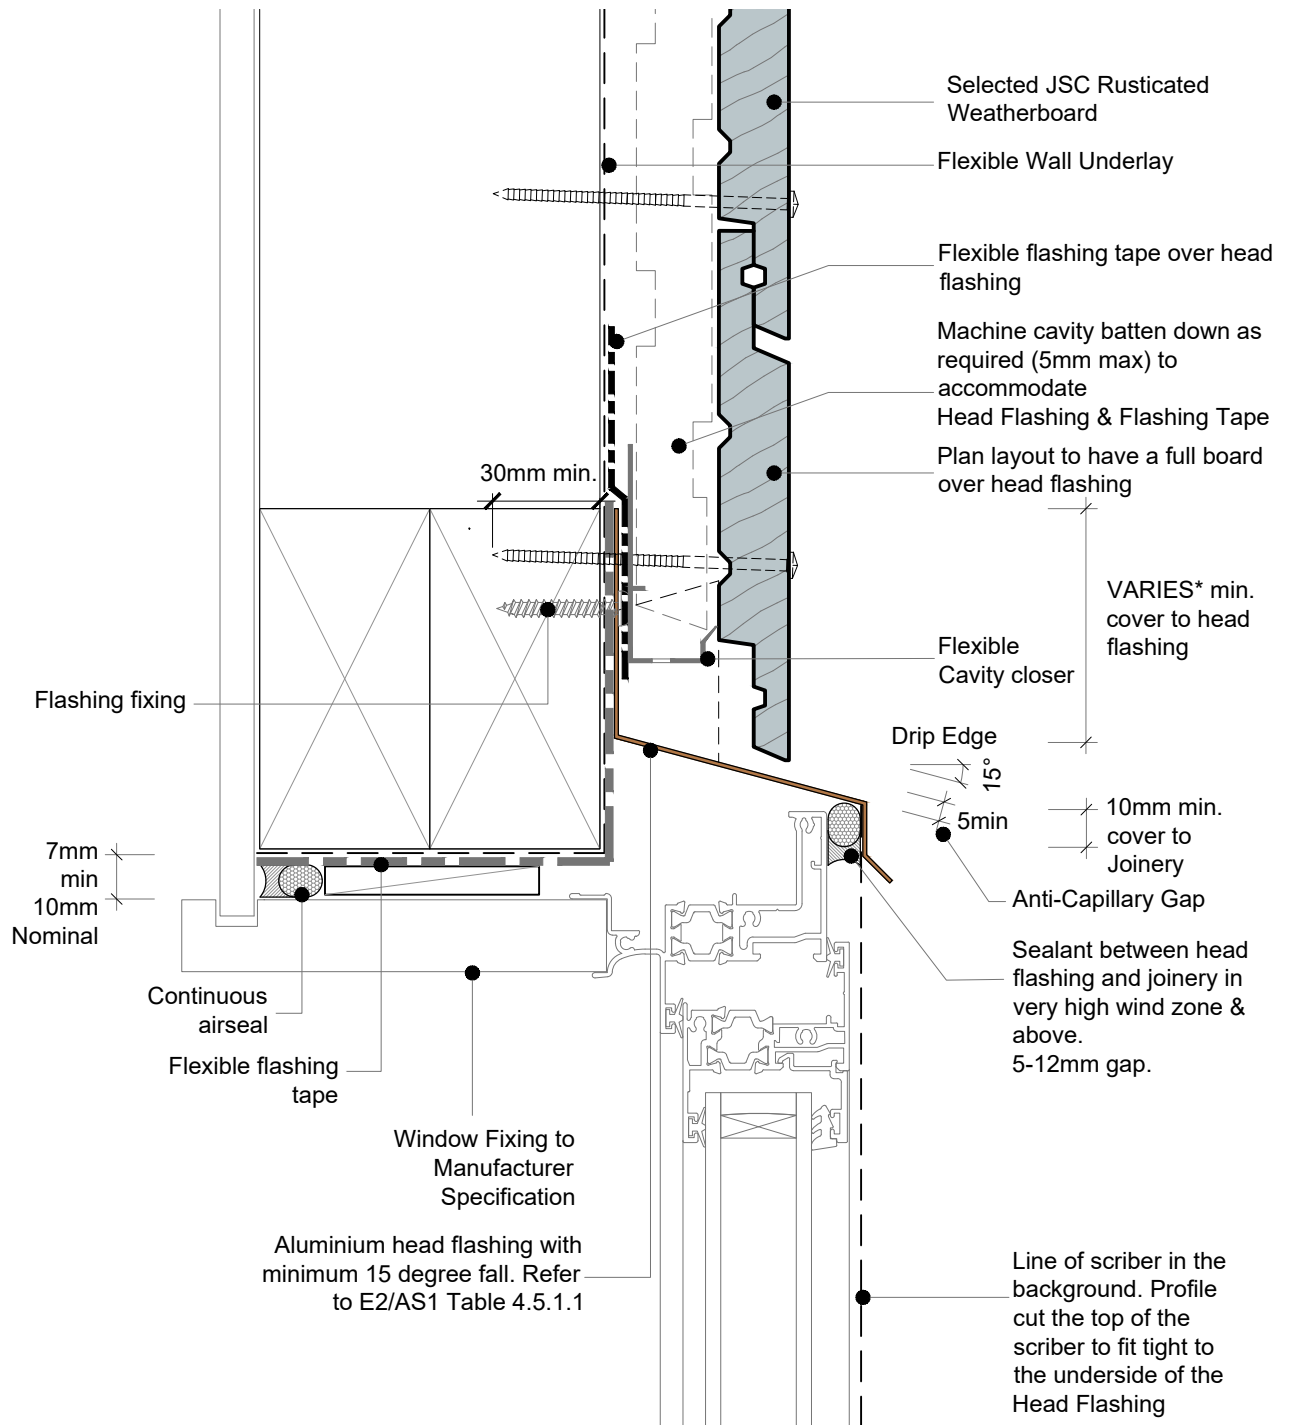 Selected JSC Rusticated
Weatherboard
Flexible Wall Underlay
Flexible flashing tape over head
flashing
Machine cavity batten down as
required (5mm max) to
accommodate
Head Flashing & Flashing Tape
Plan layout to have a full board
over head flashing
30mm min.
VARIES* min.
cover to head
flashing
Flexible
Cavity closer
Flashing fixing
Drip Edge
15°
5min
10mm min.
cover to
Joinery
Anti-Capillary Gap
7mm
min
10mm
Nominal
Sealant between head
flashing and joinery in
very high wind zone &
above.
5-12mm gap.
Continuous
airseal
Flexible flashing
tape
Window Fixing to
Manufacturer
Specification
Aluminium head flashing with
minimum 15 degree fall. Refer
to E2/AS1 Table 4.5.1.1
Line of scriber in the
background. Profile
cut the top of the
scriber to fit tight to
the underside of the
Head Flashing